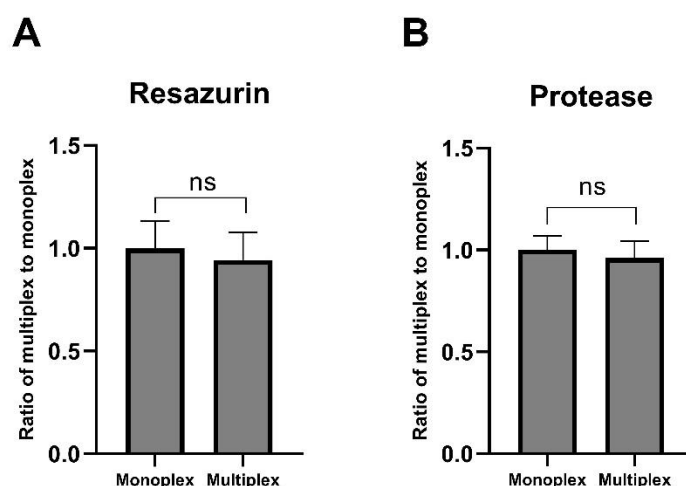 A
Resazurin
Ratio of multiplex to monoplex
1.5
1.0
0.5
0.0
ns
Monoplex Multiplex
B
Protease
Ratio of multiplex to monoplex
1.5
1.0
0.5
0.0
ns
Monoplex Multiplex